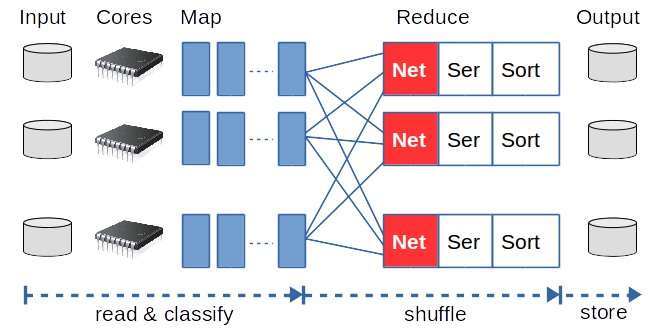 Input Cores Map Reduce Output
Net Ser Sort
Net Ser Sort
Net Ser Sort
read & classify shuffle store